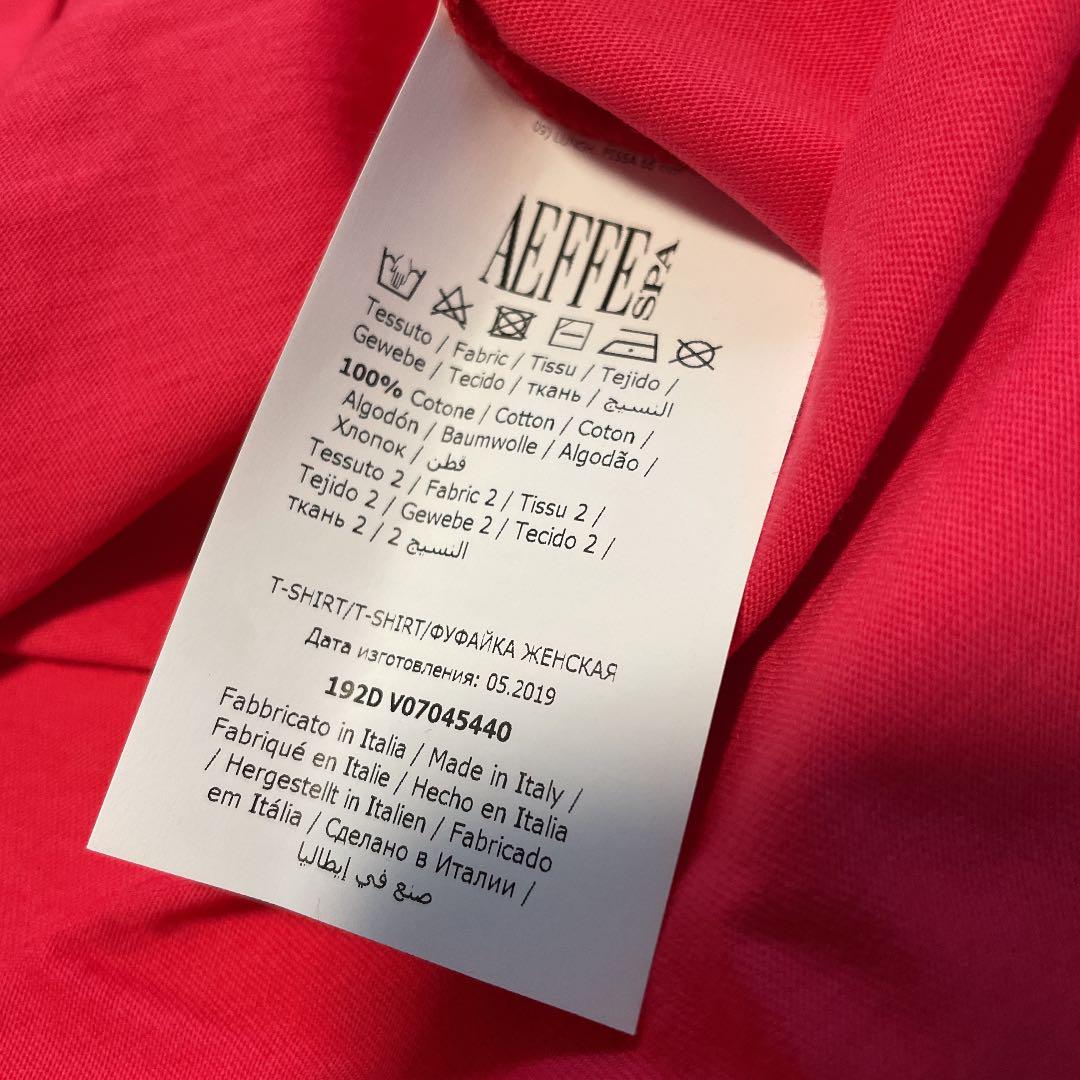 AEFFE SPA
Tessuto / Fabric / Tissu / Tejido /
Gewebe / Tecido / ткань / النسيج
100% Cotone / Cotton / Coton /
Algodón / Baumwolle / Algodão /
Хлопок / قطن
Tessuto 2 / Fabric 2 / Tissu 2 /
Tejido 2 / Gewebe 2 / Tecido 2 /
ткань 2 / النسيج 2
T-SHIRT/T-SHIRT/ФУФАЙКА ЖЕНСКАЯ
Дата изготовления: 05.2019
192D V07045440
Fabbricato in Italia / Made in Italy /
Fabriqué en Italie / Hecho en Italia
/ Hergestellt in Italien / Fabricado
em Itália / Сделано в Италии /
صنع في إيطاليا